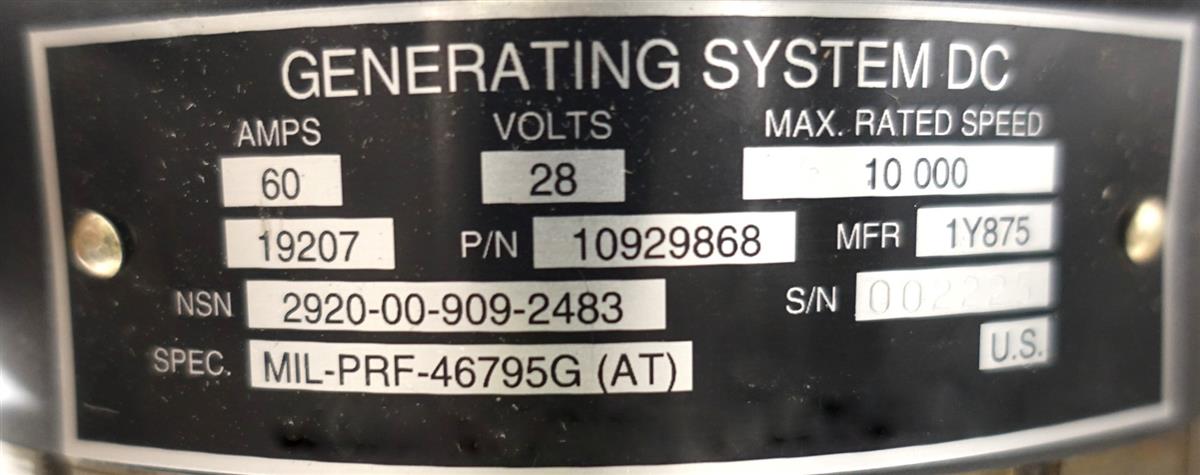 GENERATING SYSTEM DC
AMPS VOLTS MAX. RATED SPEED
60 28 10 000
19207 P/N 10929868 MFR 1Y875
NSN 2920-00-909-2483 S/N 002225
SPEC. MIL-PRF-46795G (AT) U.S.